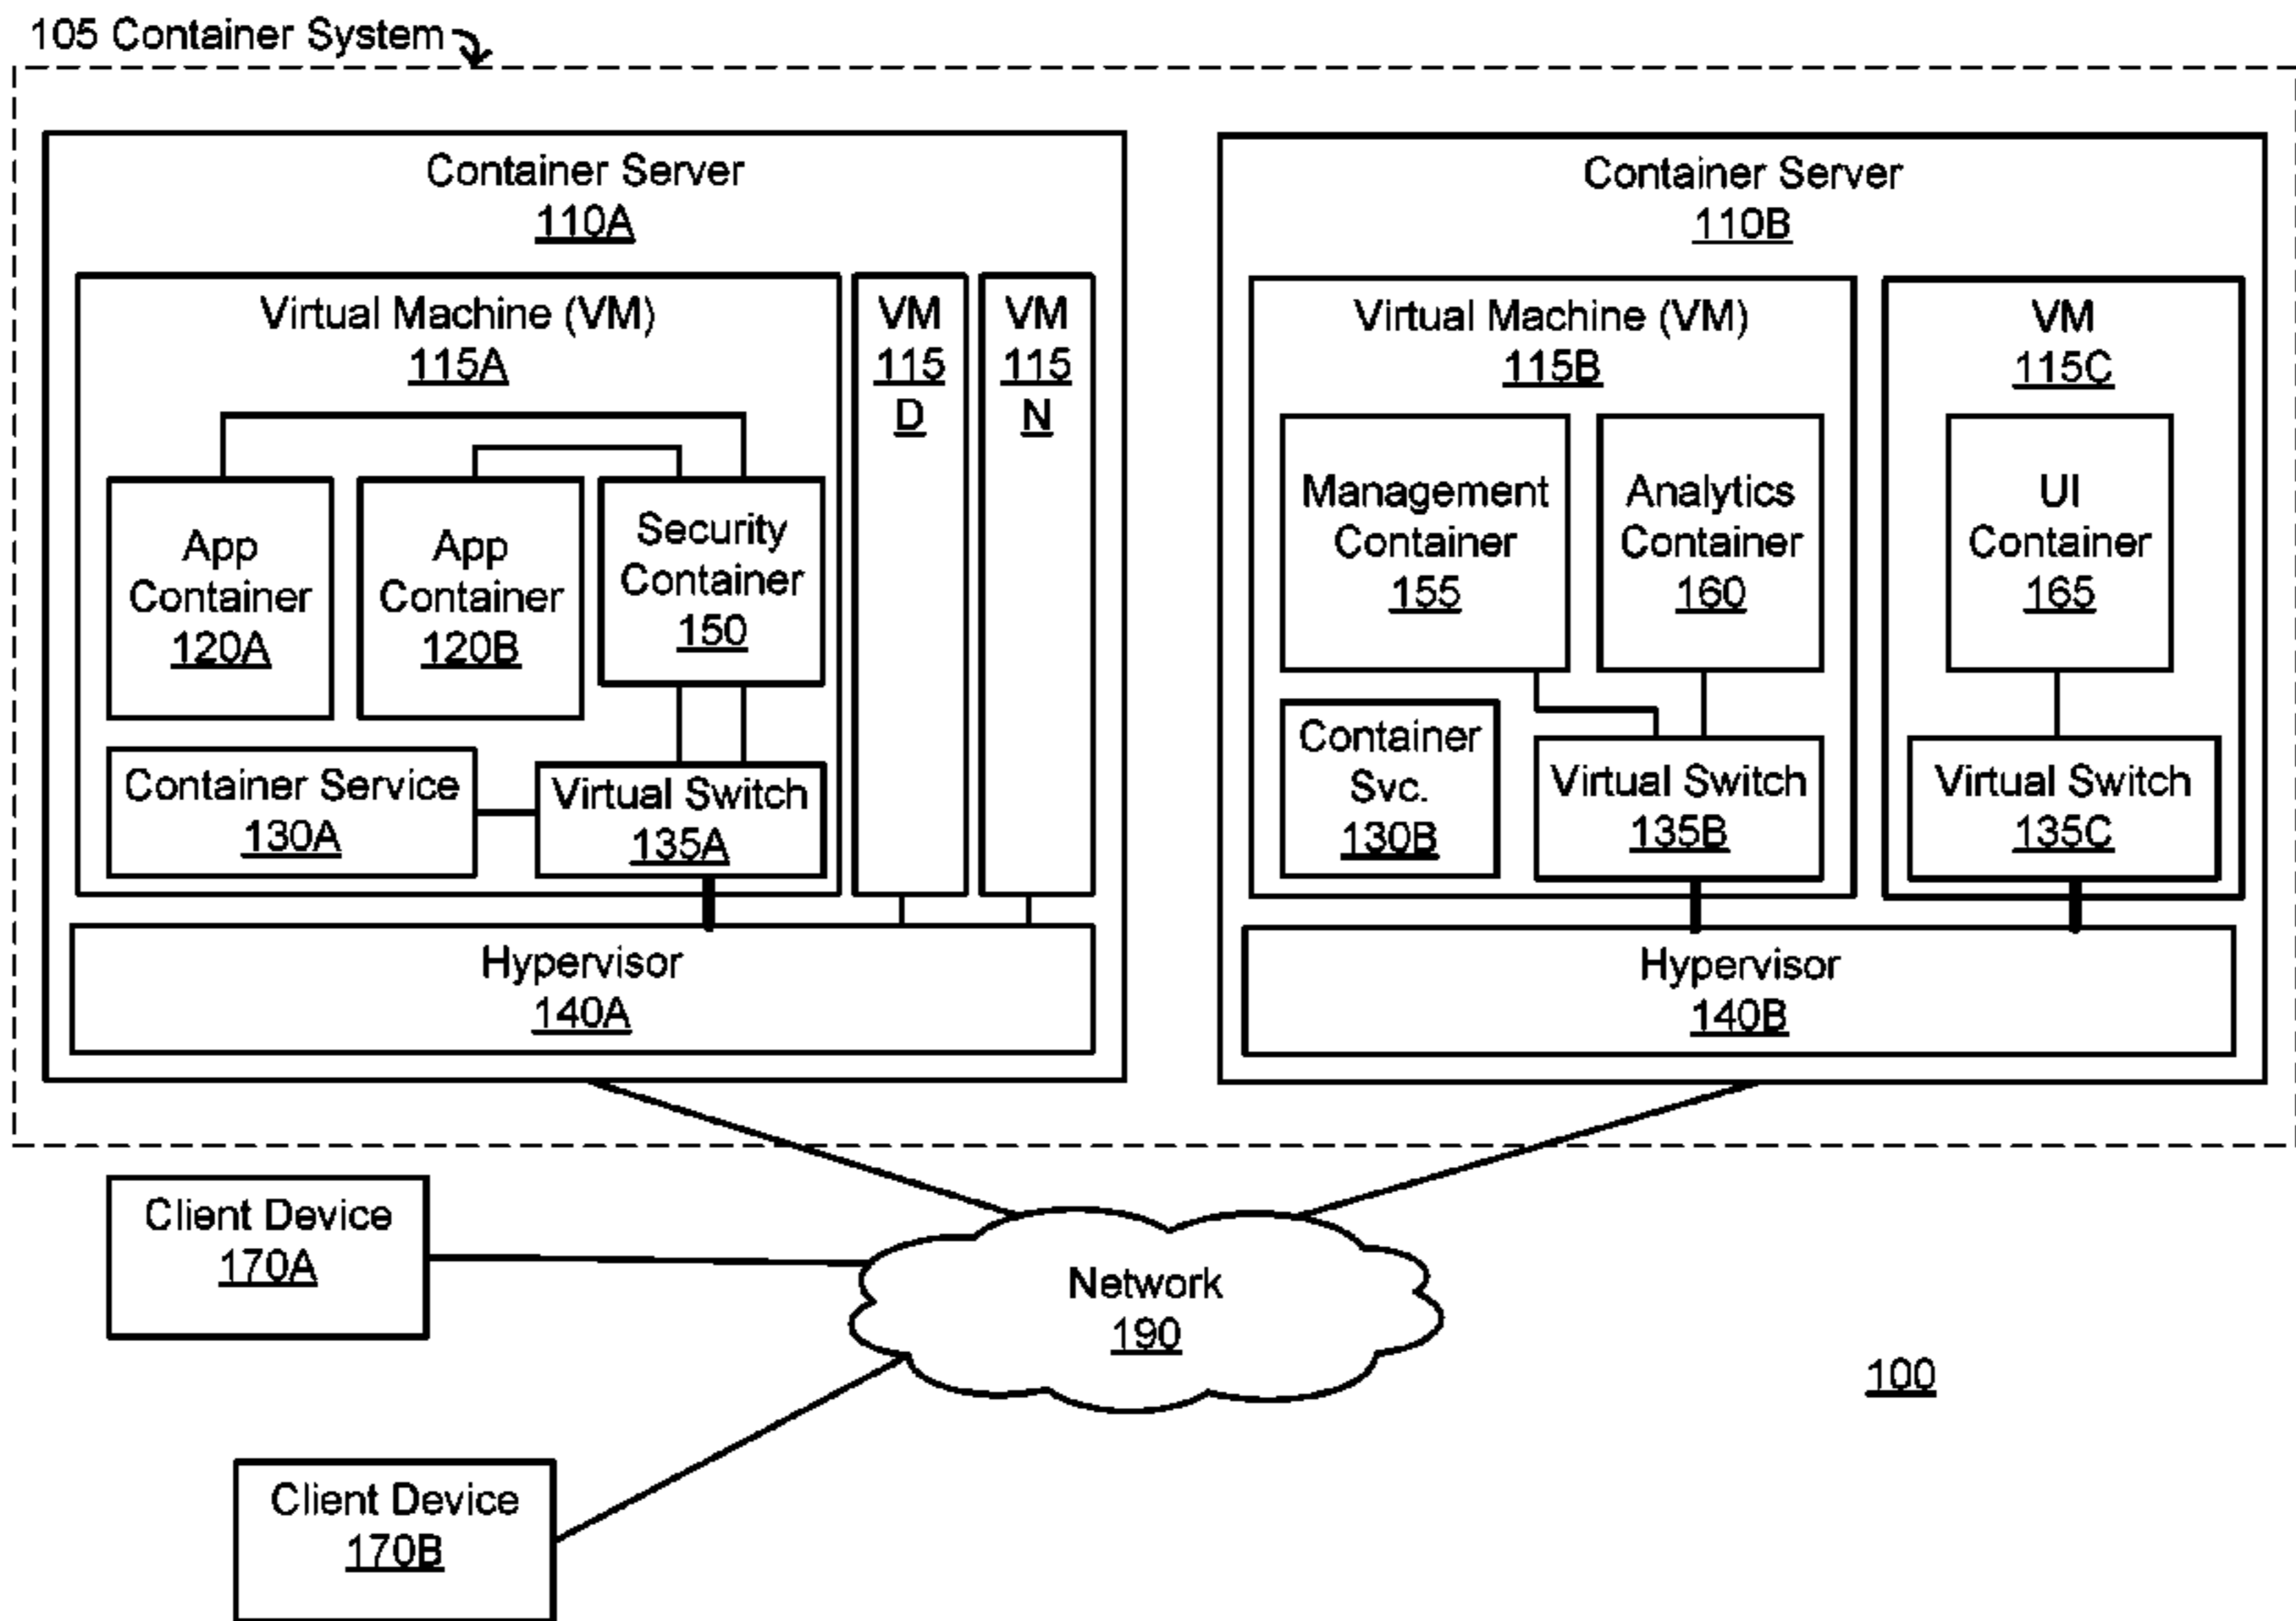 105 Container System
Container Server
110A
Virtual Machine (VM)
115A
App
Container
120A
App
Container
120B
Security
Container
150
Container Service
130A
Virtual Switch
135A
VM
115
D
VM
115
N
Hypervisor
140A
Container Server
110B
Virtual Machine (VM)
115B
Management
Container
155
Analytics
Container
160
Container
Svc.
130B
Virtual Switch
135B
VM
115C
UI
Container
165
Virtual Switch
135C
Hypervisor
140B
Client Device
170A
Network
190
100
Client Device
170B